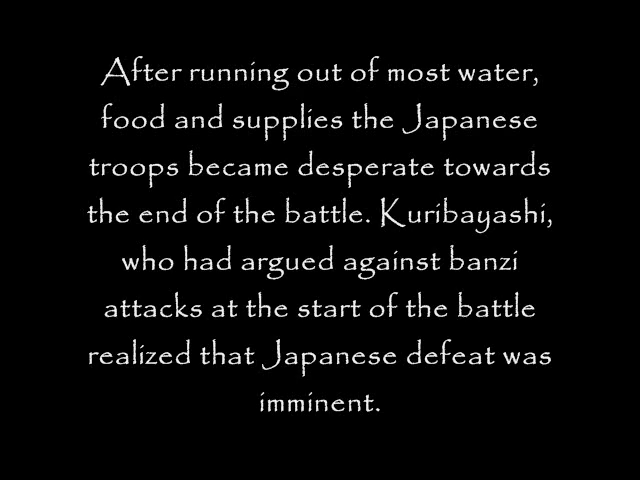 After running out of most water,
food and supplies the Japanese
troops became desperate towards
the end of the battle. Kuribayashi,
who had argued against banzi
attacks at the start of the battle
realized that Japanese defeat was
imminent.